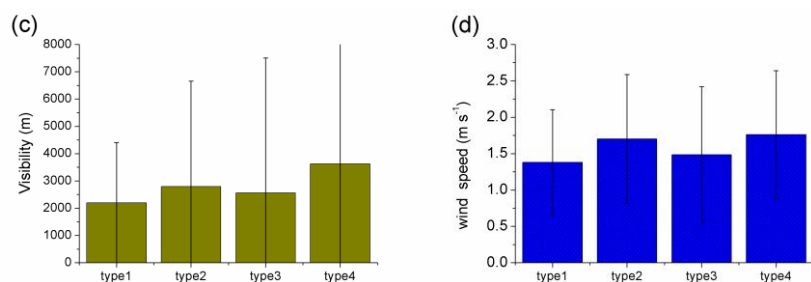 (c)
8000
7000
6000
5000
4000
3000
2000
1000
0
Visibility (m)
type1 type2 type3 type4
(d)
3.0
2.5
2.0
1.5
1.0
0.5
0.0
wind speed (m s⁻¹)
type1 type2 type3 type4